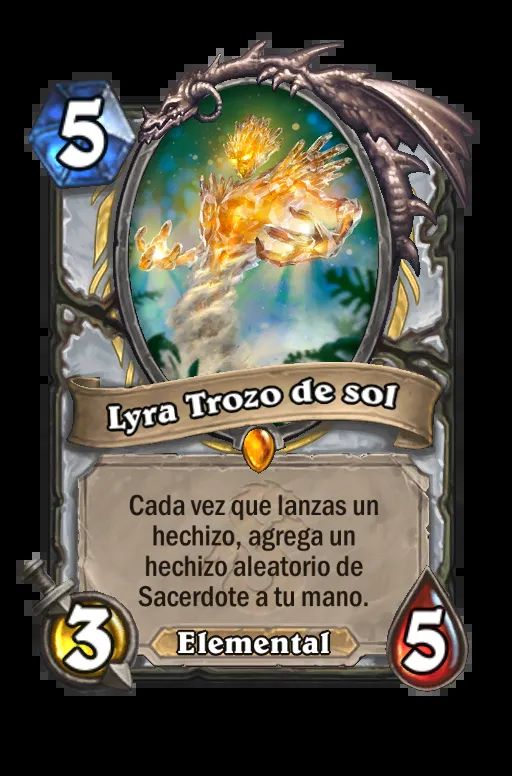 5
Lyra Trozo de sol
Cada vez que lanzas un
hechizo, agrega un
hechizo aleatorio de
Sacerdote a tu mano.
3
Elemental
5